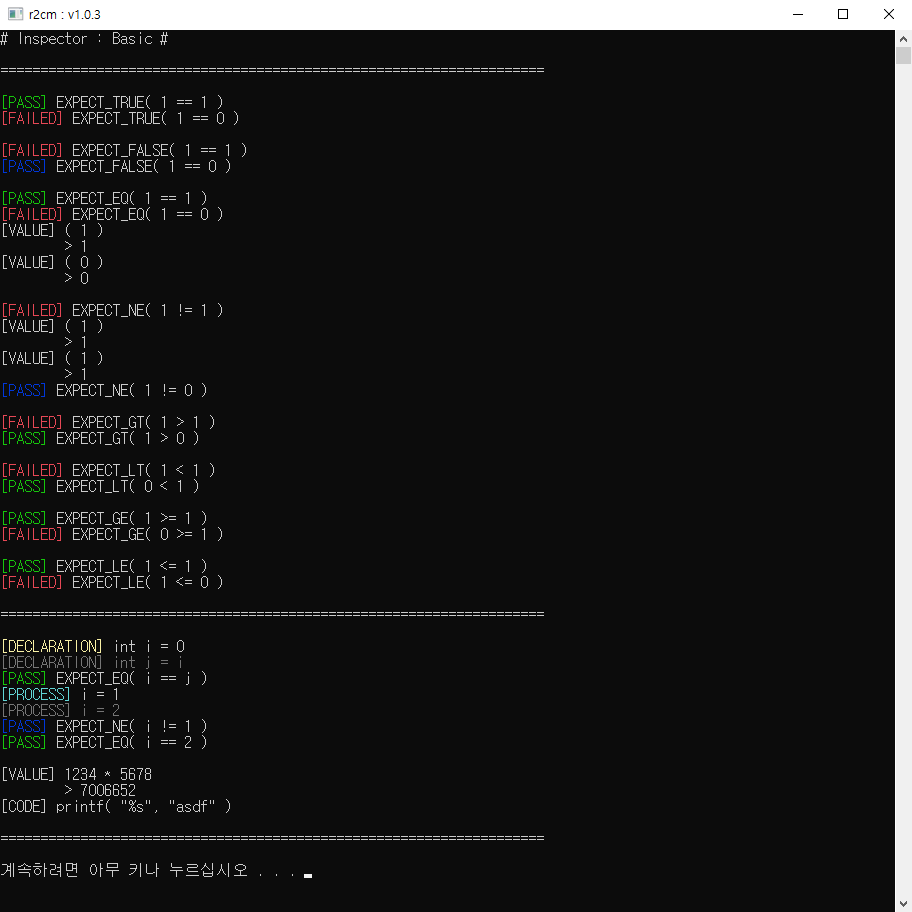 r2cm : v1.0.3
# Inspector : Basic #
====================================================================
[PASS] EXPECT_TRUE( 1 == 1 )
[FAILED] EXPECT_TRUE( 1 == 0 )
[FAILED] EXPECT_FALSE( 1 == 1 )
[PASS] EXPECT_FALSE( 1 == 0 )
[PASS] EXPECT_EQ( 1 == 1 )
[FAILED] EXPECT_EQ( 1 == 0 )
[VALUE] ( 1 )
        > 1
[VALUE] ( 0 )
        > 0
[FAILED] EXPECT_NE( 1 != 1 )
[VALUE] ( 1 )
        > 1
[VALUE] ( 1 )
        > 1
[PASS] EXPECT_NE( 1 != 0 )
[FAILED] EXPECT_GT( 1 > 1 )
[PASS] EXPECT_GT( 1 > 0 )
[FAILED] EXPECT_LT( 1 < 1 )
[PASS] EXPECT_LT( 0 < 1 )
[PASS] EXPECT_GE( 1 >= 1 )
[FAILED] EXPECT_GE( 0 >= 1 )
[PASS] EXPECT_LE( 1 <= 1 )
[FAILED] EXPECT_LE( 1 <= 0 )
====================================================================
[DECLARATION] int i = 0
[DECLARATION] int j = i
[PASS] EXPECT_EQ( i == j )
[PROCESS] i = 1
[PROCESS] i = 2
[PASS] EXPECT_NE( i != 1 )
[PASS] EXPECT_EQ( i == 2 )
[VALUE] 1234 * 5678
        > 7006652
[CODE] printf( "%s", "asdf" )
====================================================================
계속하려면 아무 키나 누르십시오 . . .